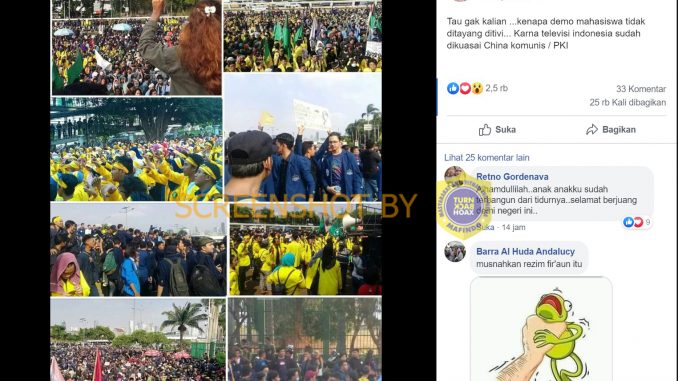 Tau gak kalian ...kenapa demo mahasiswa tidak
ditayang ditivi... Karna televisi indonesia sudah
dikuasai China komunis / PKI
2,5 rb
33 Komentar
25 rb Kali dibagikan
Suka
Bagikan
Lihat 25 komentar lain
Retno Gordenava
anak anakku sudah
dari tidurnya..selamat berjuang
negeri ini..
Suka · 14 jam
9
Barra Al Huda Andalucy
musnahkan rezim fir'aun itu
SCREENSHOT BY
TURN
BACK
HOAX
MAFINDO